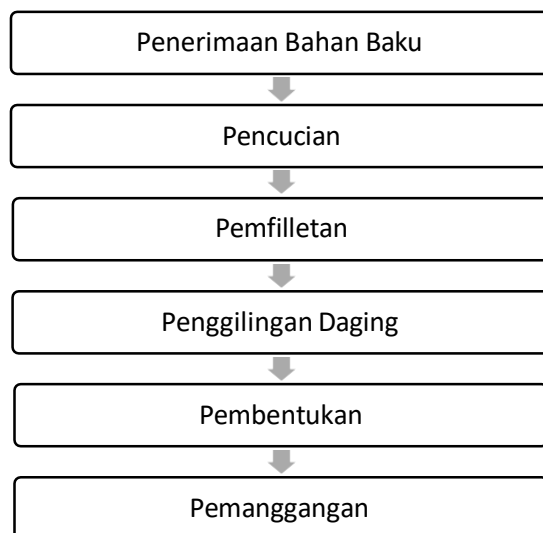 Penerimaan Bahan Baku
Pencucian
Pemfilletan
Penggilingan Daging
Pembentukan
Pemanggangan